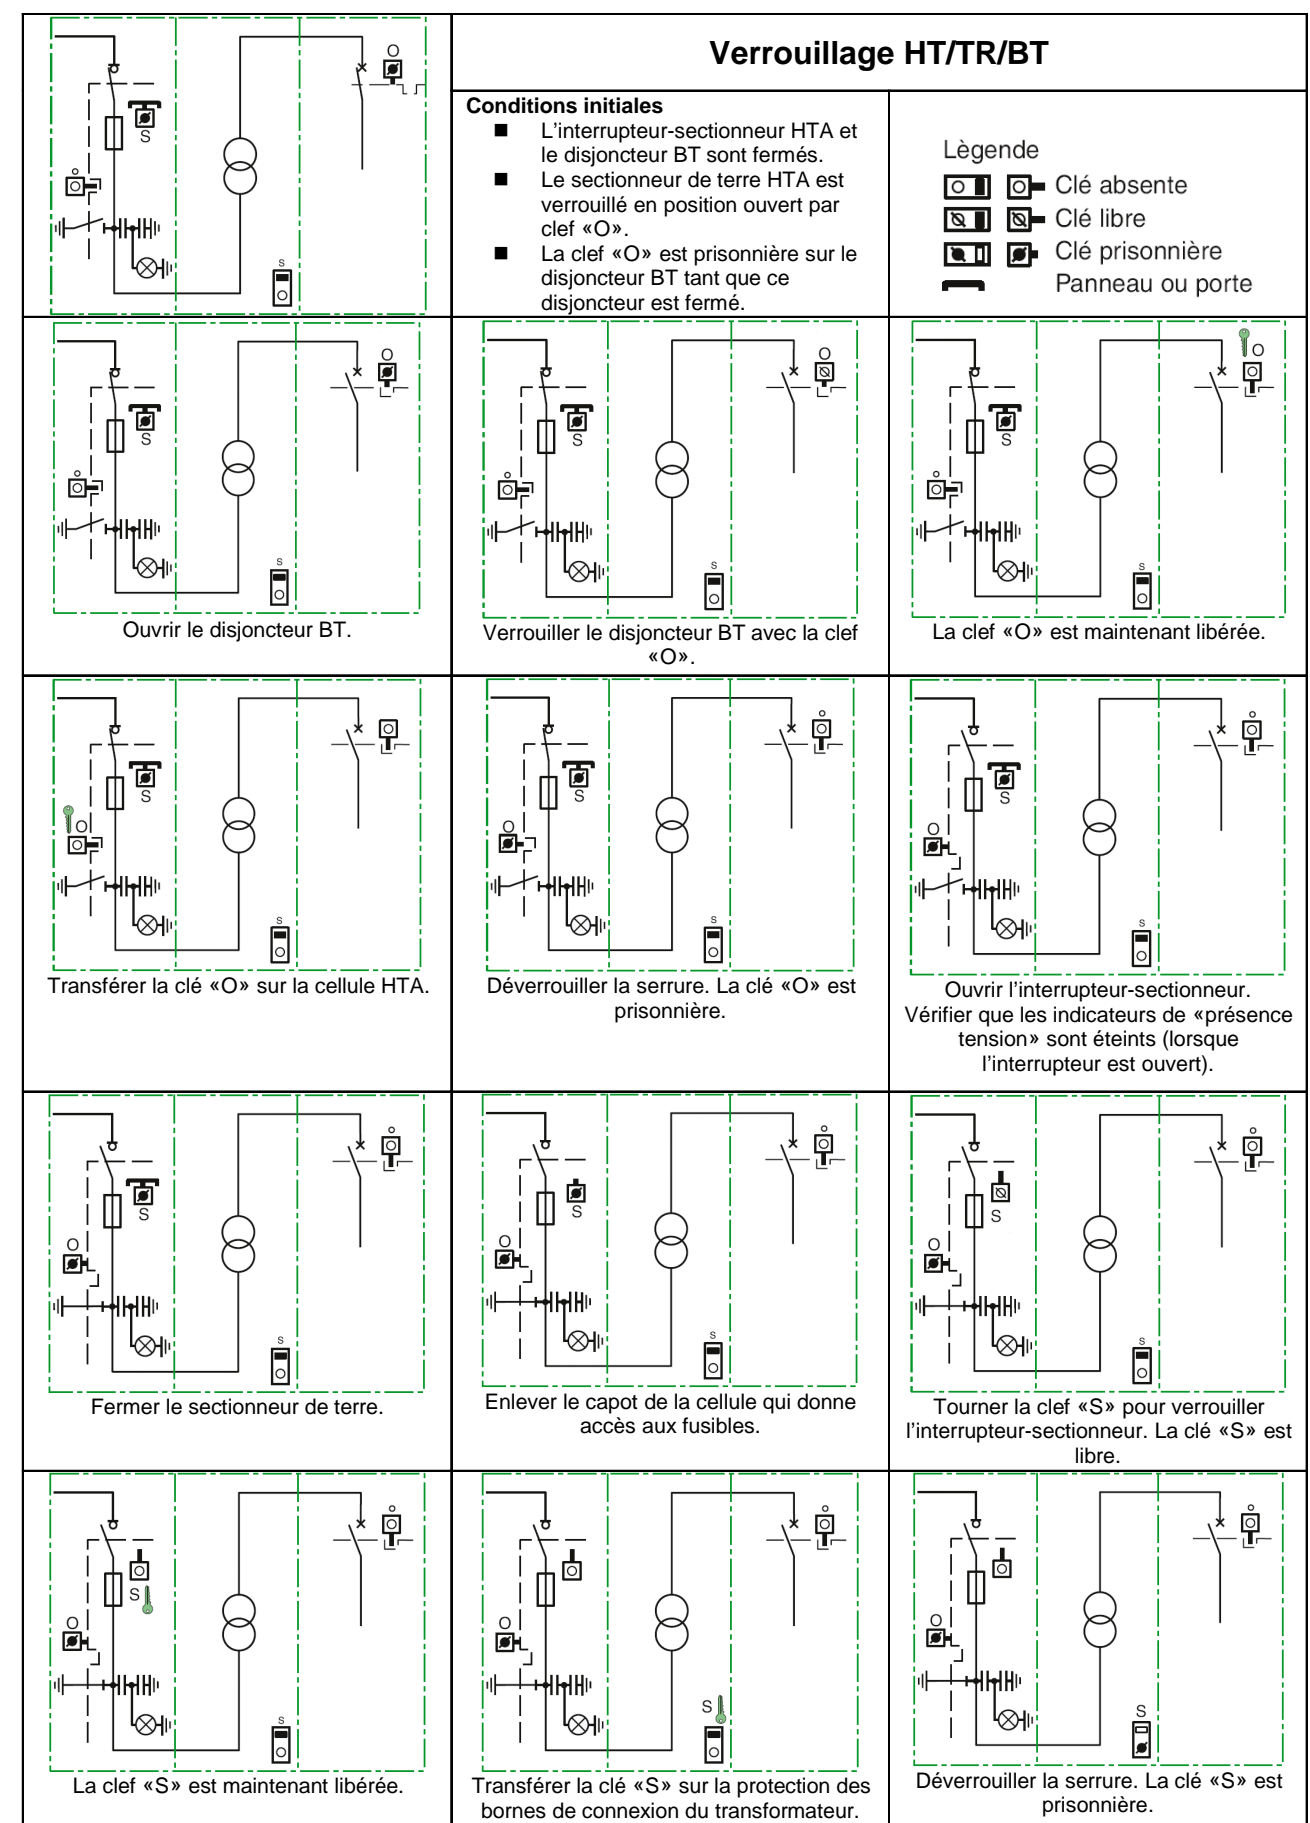 O
S
O
S
Verrouillage HT/TR/BT
Conditions initiales
■ L'interrupteur-sectionneur HTA et
le disjoncteur BT sont fermés.
■ Le sectionneur de terre HTA est
verrouillé en position ouvert par
clef «O».
■ La clef «O» est prisonnière sur le
disjoncteur BT tant que ce
disjoncteur est fermé.
Lègende
Clé absente
Clé libre
Clé prisonnière
Panneau ou porte
O
S
O
S
Ouvrir le disjoncteur BT.
O
S
O
S
Verrouiller le disjoncteur BT avec la clef
«O».
O
S
O
S
La clef «O» est maintenant libérée.
S
O
S
Transférer la clé «O» sur la cellule HTA.
O
S
O
S
Déverrouiller la serrure. La clé «O» est
prisonnière.
O
S
O
S
Ouvrir l'interrupteur-sectionneur.
Vérifier que les indicateurs de «présence
tension» sont éteints (lorsque
l'interrupteur est ouvert).
O
S
O
S
Fermer le sectionneur de terre.
O
S
O
S
Enlever le capot de la cellule qui donne
accès aux fusibles.
O
S
O
S
Tourner la clef «S» pour verrouiller
l'interrupteur-sectionneur. La clé «S» est
libre.
O
S
O
S
La clef «S» est maintenant libérée.
O
O
S
Transférer la clé «S» sur la protection des
bornes de connexion du transformateur.
O
O
S
Déverrouiller la serrure. La clé «S» est
prisonnière.